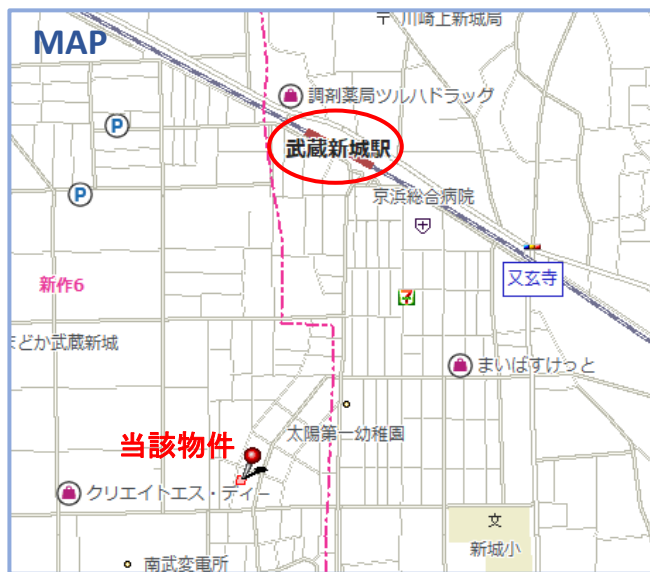 MAP
〒 川崎上新城局
調剤薬局ツルハドラッグ
P
武蔵新城駅
P
京浜総合病院
新作6
又玄寺
7
まどか武蔵新城
まいばすけっと
太陽第一幼稚園
当該物件
クリエイトエス・ディー
文
新城小
南武変電所